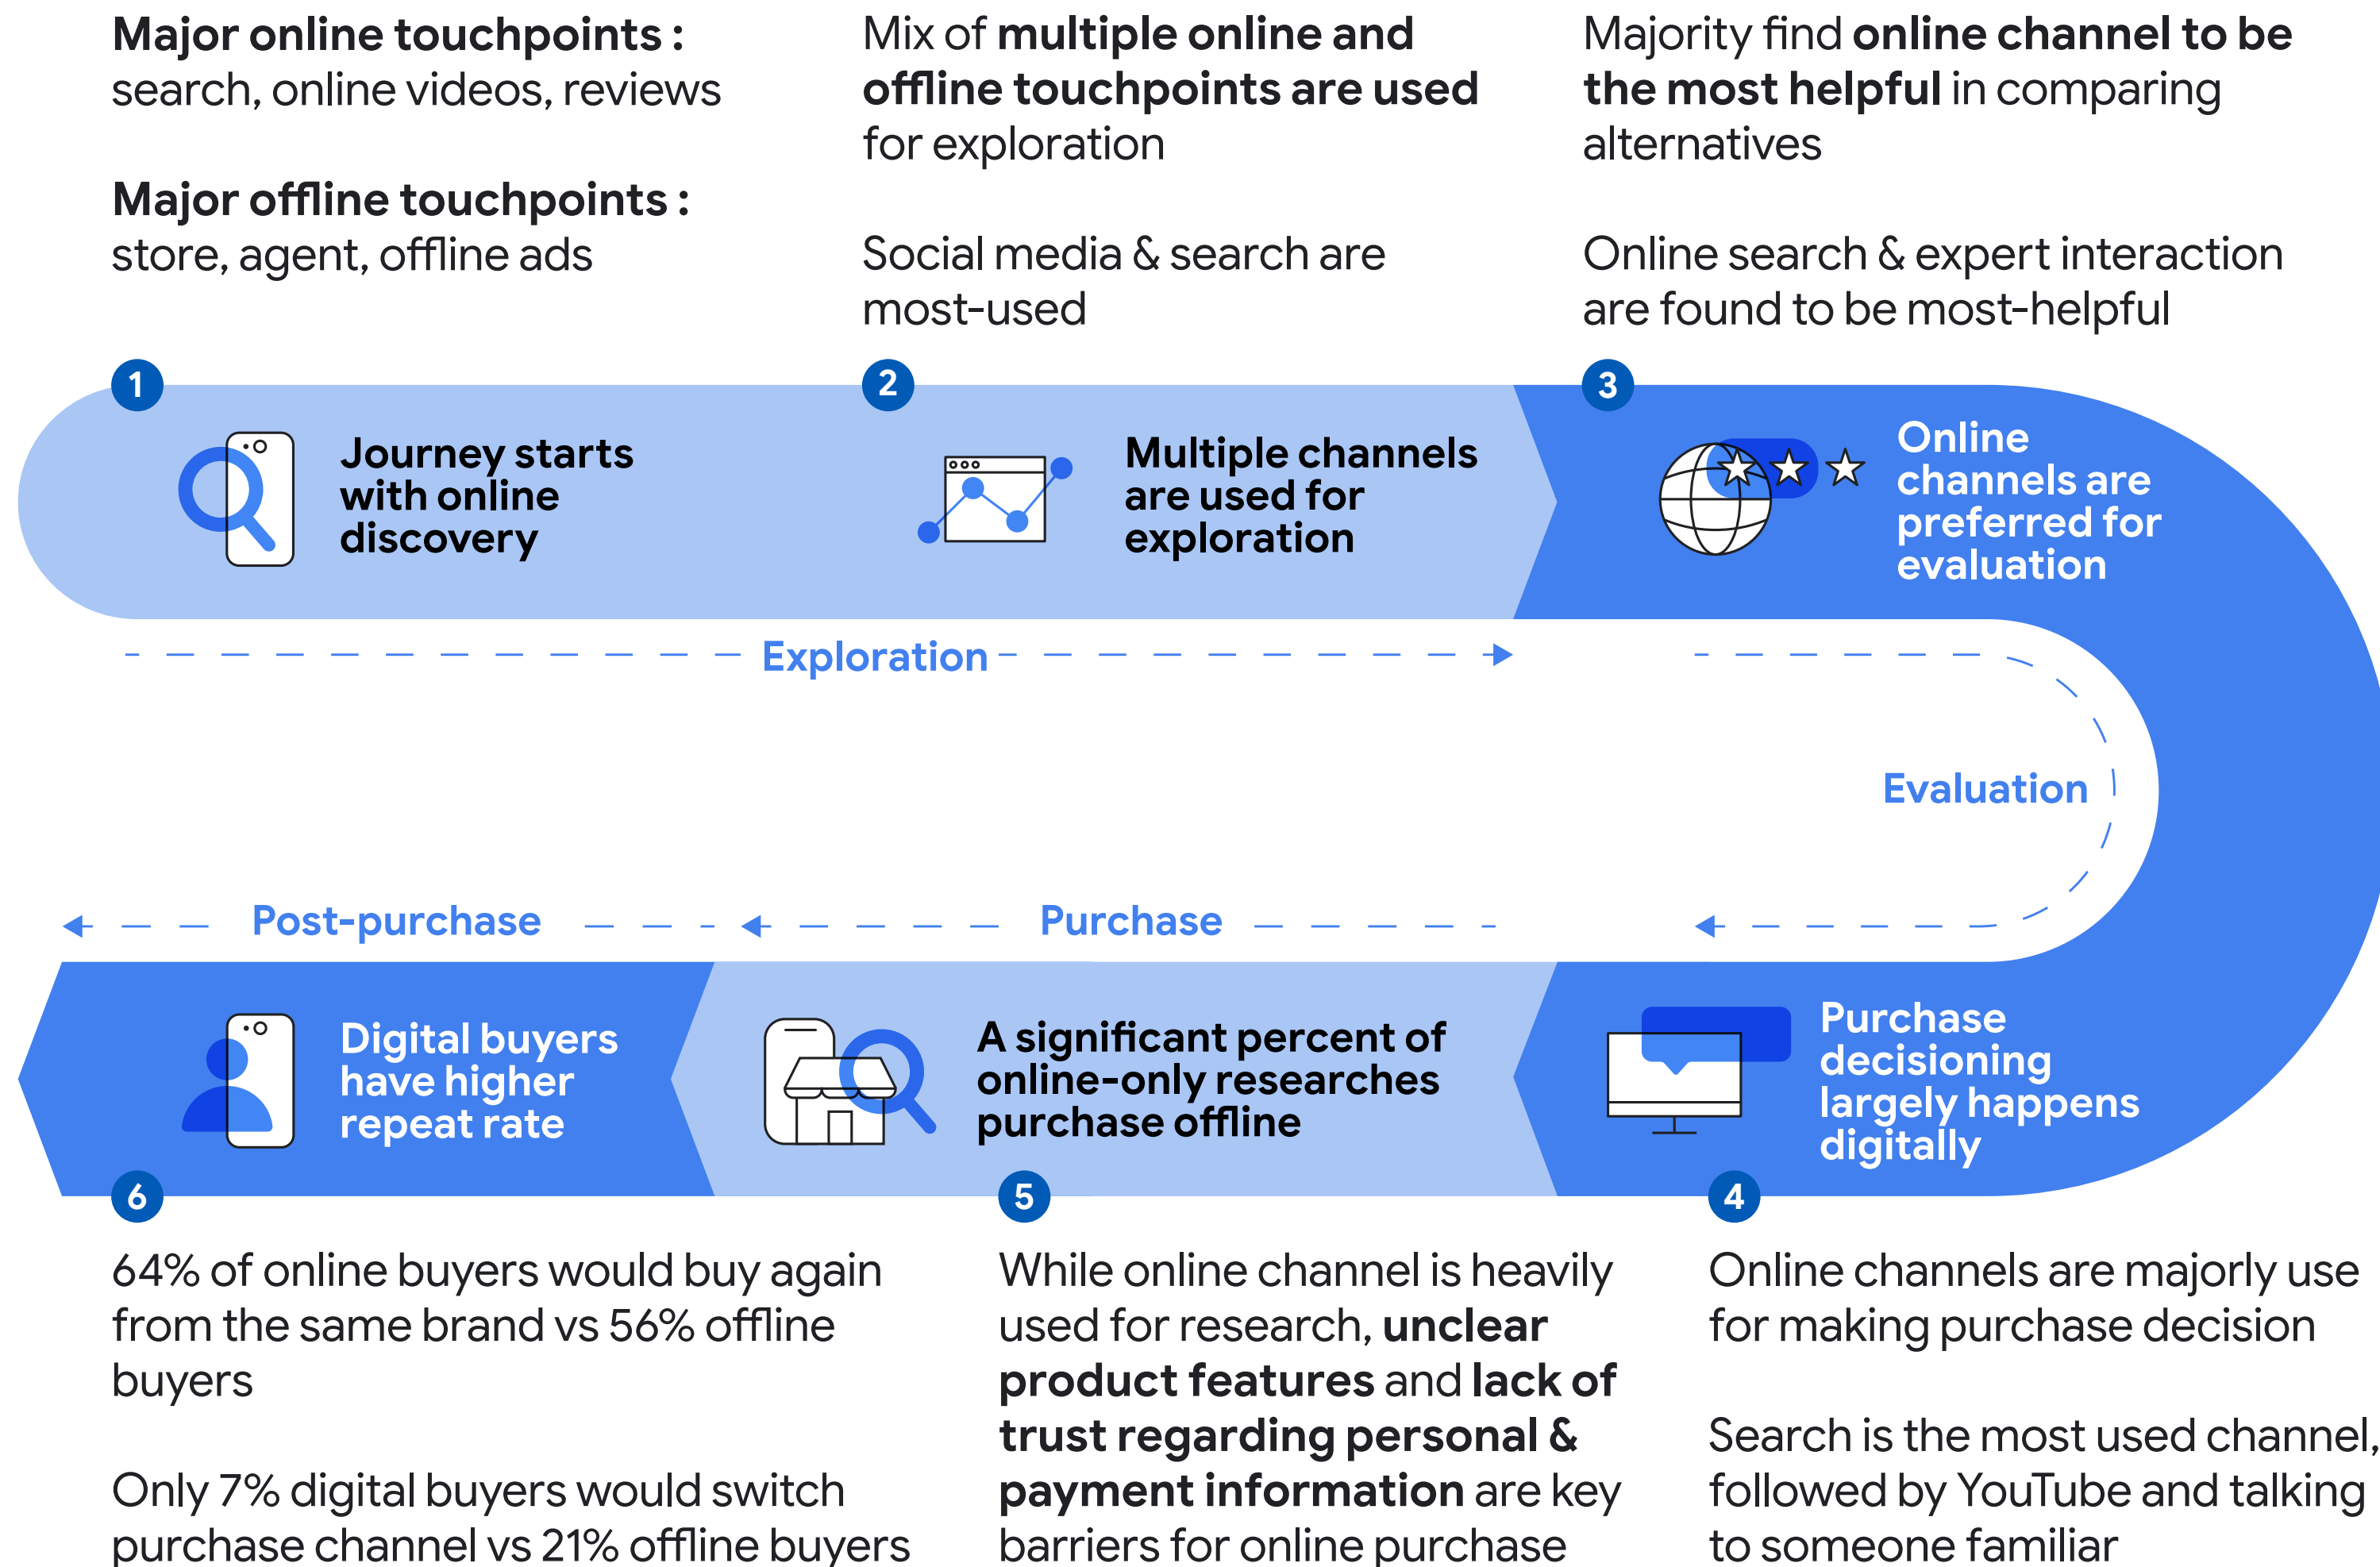 Major online touchpoints :
search, online videos, reviews
Major offline touchpoints :
store, agent, offline ads
Mix of multiple online and
offline touchpoints are used
for exploration
Social media & search are
most-used
Majority find online channel to be
the most helpful in comparing
alternatives
Online search & expert interaction
are found to be most-helpful
1
Journey starts
with online
discovery
2
Multiple channels
are used for
exploration
3
Online
channels are
preferred for
evaluation
Exploration
Evaluation
Purchase
Post-purchase
Purchase
decisioning
largely happens
digitally
4
Online channels are majorly use
for making purchase decision
Search is the most used channel,
followed by YouTube and talking
to someone familiar
A significant percent of
online-only researches
purchase offline
5
While online channel is heavily
used for research, unclear
product features and lack of
trust regarding personal &
payment information are key
barriers for online purchase
Digital buyers
have higher
repeat rate
6
64% of online buyers would buy again
from the same brand vs 56% offline
buyers
Only 7% digital buyers would switch
purchase channel vs 21% offline buyers